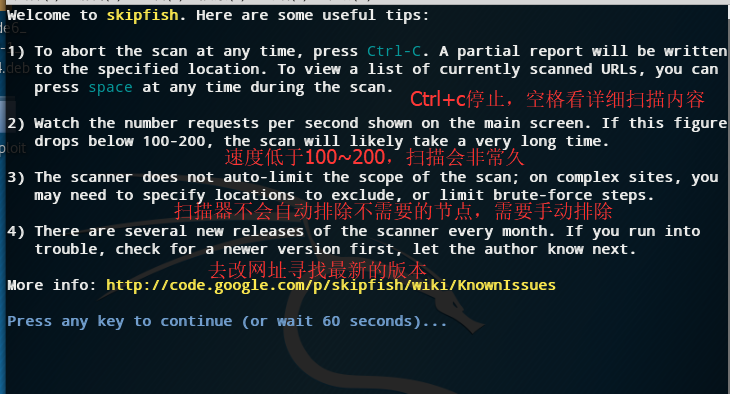 Welcome to skipfish. Here are some useful tips:
1) To abort the scan at any time, press Ctrl-C. A partial report will be written
to the specified location. To view a list of currently scanned URLs, you can
press space at any time during the scan.
Ctrl+c停止，空格看详细扫描内容
2) Watch the number requests per second shown on the main screen. If this figure
drops below 100-200, the scan will likely take a very long time.
速度低于100~200，扫描会非常久
3) The scanner does not auto-limit the scope of the scan; on complex sites, you
may need to specify locations to exclude, or limit brute-force steps.
扫描器不会自动排除不需要的节点，需要手动排除
4) There are several new releases of the scanner every month. If you run into
trouble, check for a newer version first, let the author know next.
去改网址寻找最新的版本
More info: http://code.google.com/p/skipfish/wiki/KnownIssues
Press any key to continue (or wait 60 seconds)...